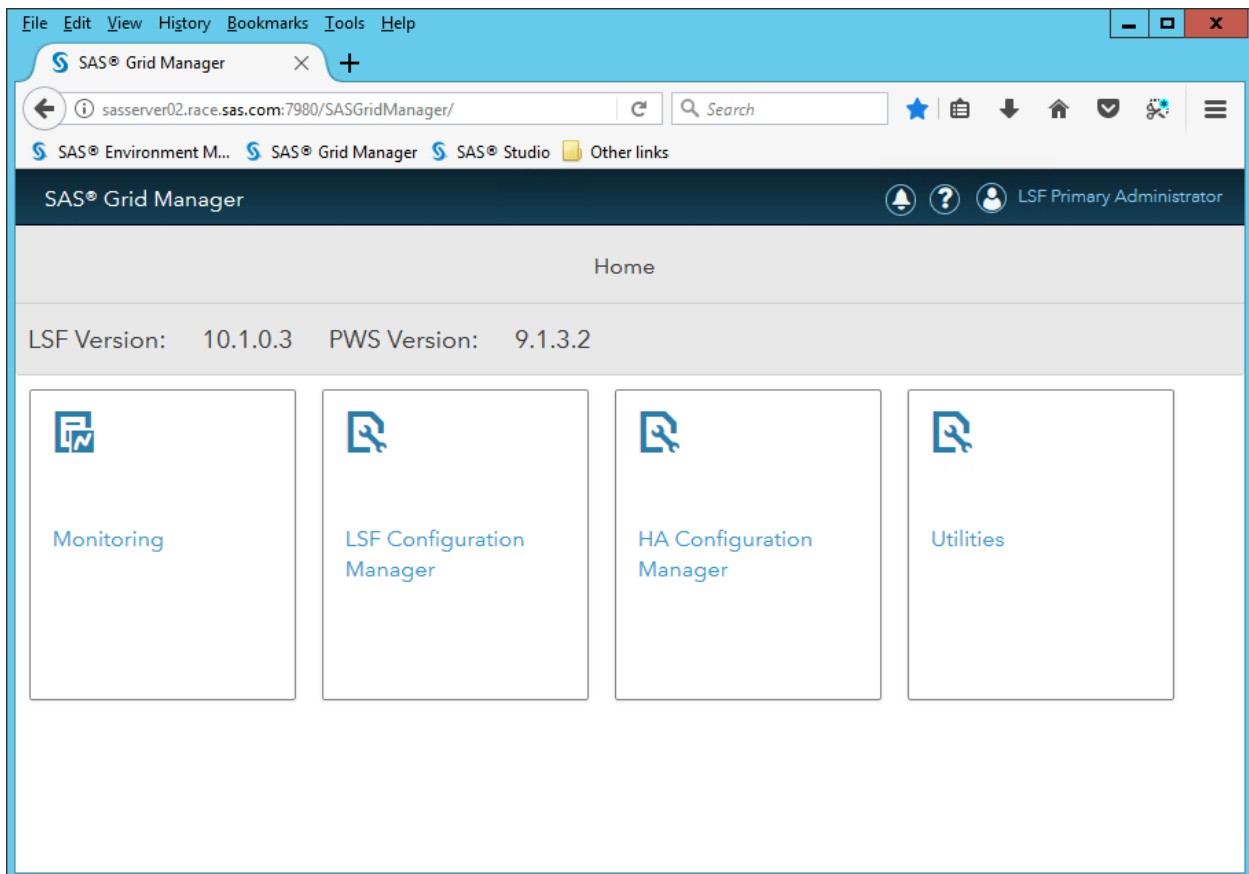 File Edit View History Bookmarks Tools Help
SAS® Grid Manager
sasserver02.race.sas.com:7980/SASGridManager/
Search
SAS® Environment M... SAS® Grid Manager SAS® Studio Other links
SAS® Grid Manager
LSF Primary Administrator
Home
LSF Version: 10.1.0.3 PWS Version: 9.1.3.2
Monitoring
LSF Configuration
Manager
HA Configuration
Manager
Utilities